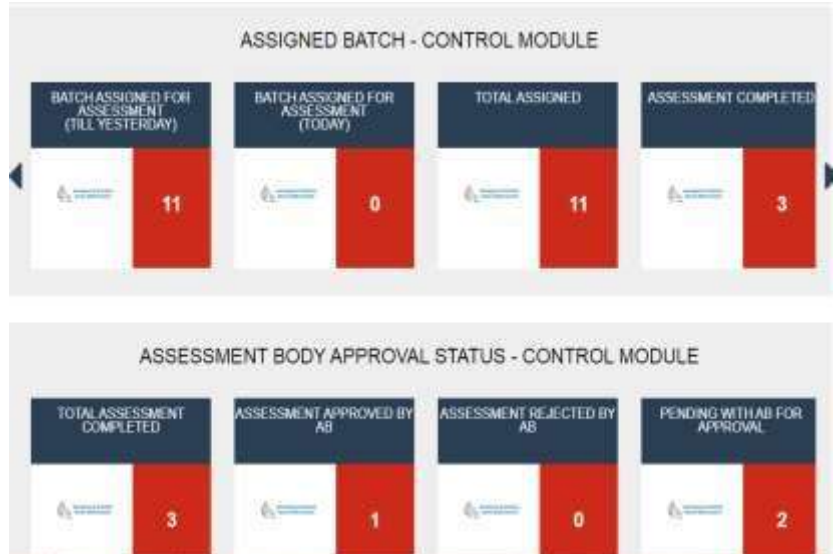 ASSIGNED BATCH - CONTROL MODULE
BATCH ASSIGNED FOR
ASSESSMENT
(TILL YESTERDAY)
11
BATCH ASSIGNED FOR
ASSESSMENT
(TODAY)
0
TOTAL ASSIGNED
11
ASSESSMENT COMPLETED
3
ASSESSMENT BODY APPROVAL STATUS - CONTROL MODULE
TOTAL ASSESSMENT
COMPLETED
3
ASSESSMENT APPROVED BY
AB
1
ASSESSMENT REJECTED BY
AB
0
PENDING WITH AB FOR
APPROVAL
2